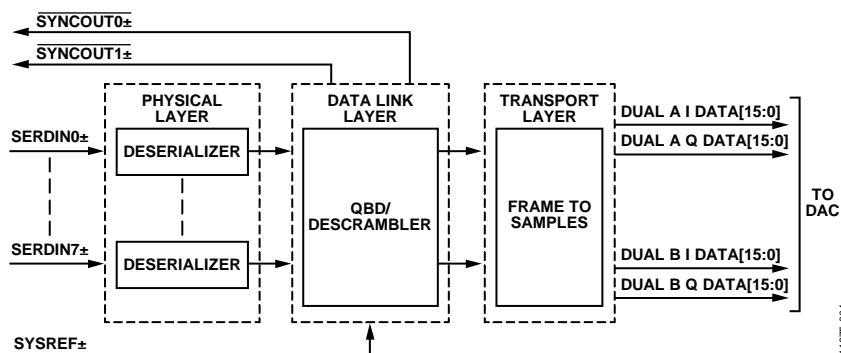 SYNCOUT0±
SYNCOUT1±
PHYSICAL
LAYER
DATA LINK
LAYER
TRANSPORT
LAYER
DUAL A I DATA[15:0]
SERDIN0±
DESERIALIZER
DUAL A Q DATA[15:0]
QBD/
DESCRAMBLER
FRAME TO
SAMPLES
TO
DAC
SERDIN7±
DESERIALIZER
DUAL B I DATA[15:0]
DUAL B Q DATA[15:0]
SYSREF±